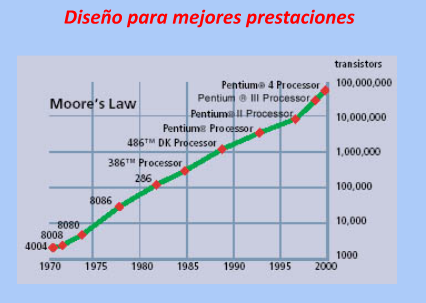 Diseño para mejores prestaciones
transistors
Pentium® 4 Processor
100,000,000
Pentium ® III Processor
Moore's Law
Pentium® II Processor
10,000,000
Pentium® Processor
486™ DK Processor
1,000,000
386™ Processor
286
100,000
8086
8080
10,000
8008
4004
1000
1970 1975 1980 1985 1990 1995 2000